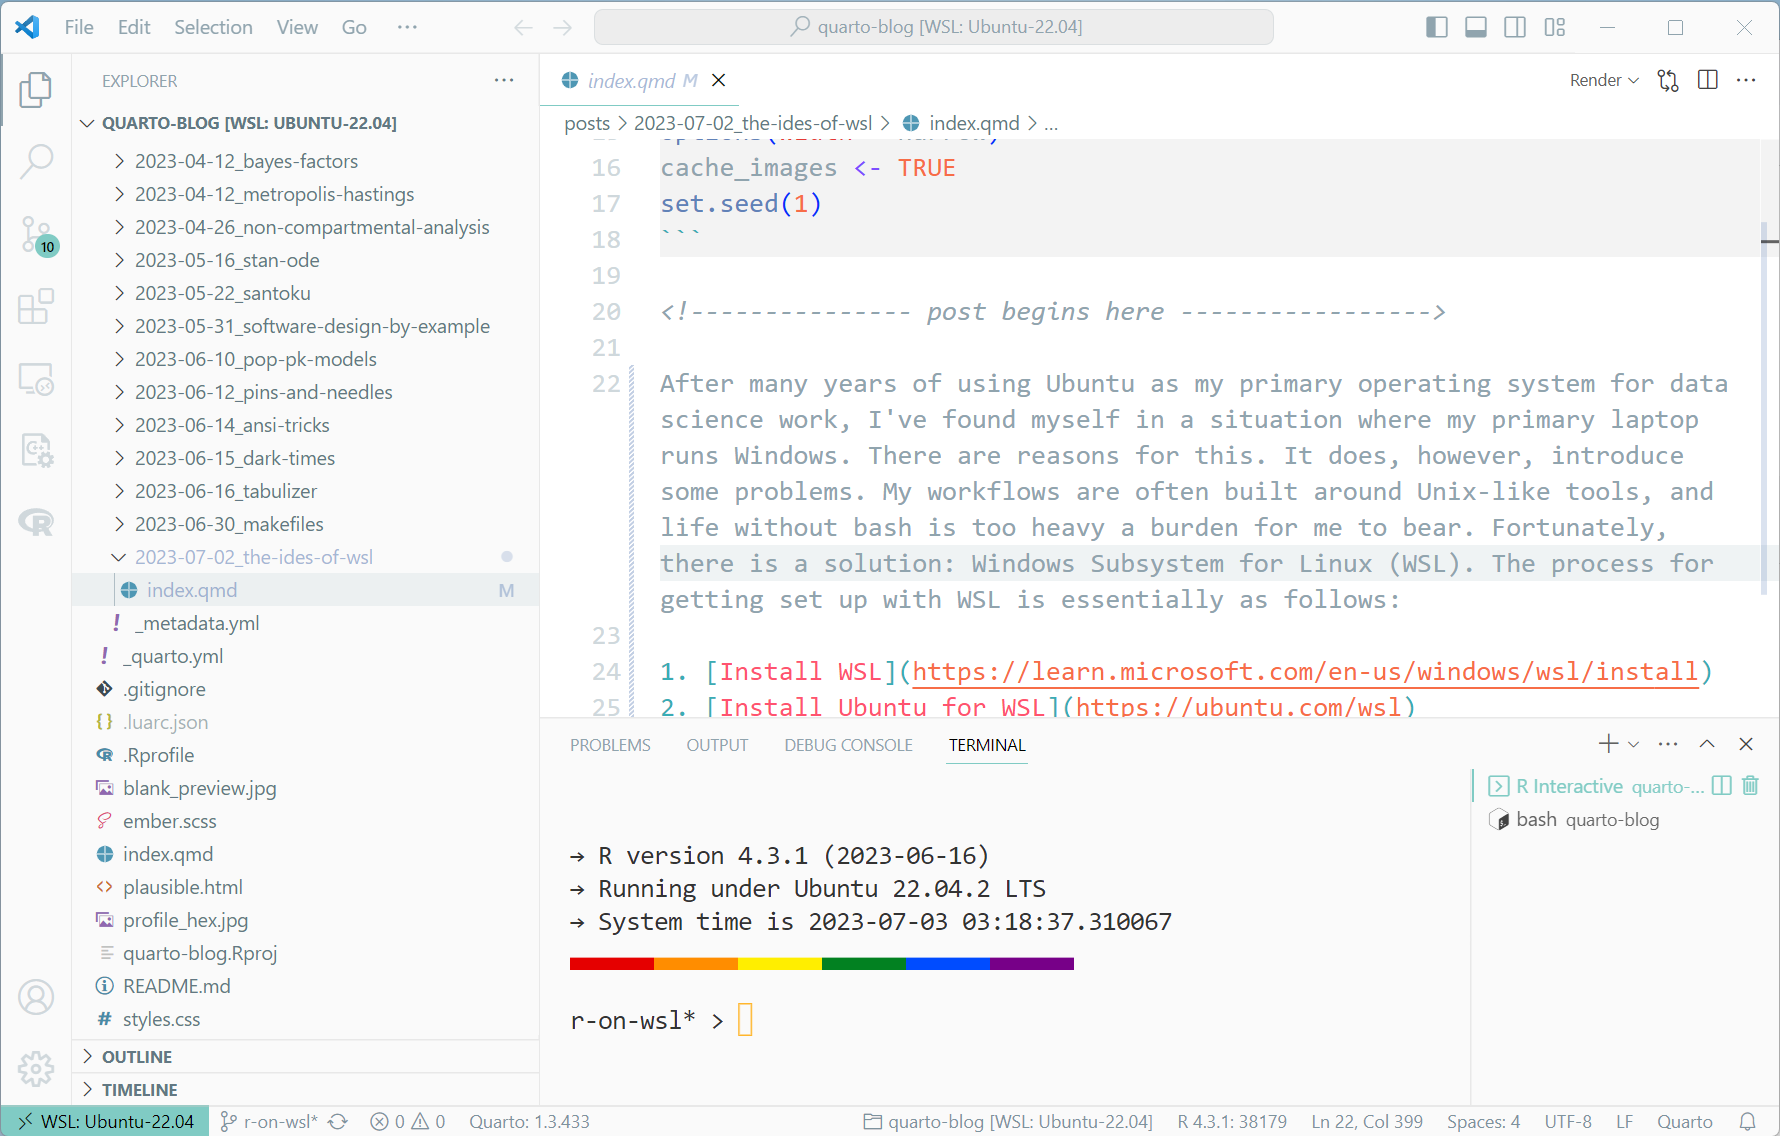 File Edit Selection View Go ···
quarto-blog [WSL: Ubuntu-22.04]
EXPLORER
QUARTO-BLOG [WSL: UBUNTU-22.04]
2023-04-12_bayes-factors
2023-04-12_metropolis-hastings
2023-04-26_non-compartmental-analysis
2023-05-16_stan-ode
2023-05-22_santoku
2023-05-31_software-design-by-example
2023-06-10_pop-pk-models
2023-06-12_pins-and-needles
2023-06-14_ansi-tricks
2023-06-15_dark-times
2023-06-16_tabulizer
2023-06-30_makefiles
2023-07-02_the-ides-of-wsl
index.qmd M
! _metadata.yml
! _quarto.yml
.gitignore
{} .luarc.json
.Rprofile
blank_preview.jpg
ember.scss
index.qmd
<> plausible.html
profile_hex.jpg
quarto-blog.Rproj
README.md
# styles.css
OUTLINE
TIMELINE
10
index.qmd M
Render
posts > 2023-07-02_the-ides-of-wsl > index.qmd > ...
16 cache_images <- TRUE
17 set.seed(1)
18 ```
19
20 <!--------------- post begins here ----------------->
21
22 After many years of using Ubuntu as my primary operating system for data
science work, I've found myself in a situation where my primary laptop
runs Windows. There are reasons for this. It does, however, introduce
some problems. My workflows are often built around Unix-like tools, and
life without bash is too heavy a burden for me to bear. Fortunately,
there is a solution: Windows Subsystem for Linux (WSL). The process for
getting set up with WSL is essentially as follows:
23
24 1. [Install WSL](https://learn.microsoft.com/en-us/windows/wsl/install)
25 2. [Install Ubuntu for WSL](https://ubuntu.com/wsl)
PROBLEMS OUTPUT DEBUG CONSOLE TERMINAL
→ R version 4.3.1 (2023-06-16)
→ Running under Ubuntu 22.04.2 LTS
→ System time is 2023-07-03 03:18:37.310067
r-on-wsl* >
R Interactive quarto-...
bash quarto-blog
WSL: Ubuntu-22.04 r-on-wsl* 0 0 Quarto: 1.3.433 quarto-blog [WSL: Ubuntu-22.04] R 4.3.1: 38179 Ln 22, Col 399 Spaces: 4 UTF-8 LF Quarto